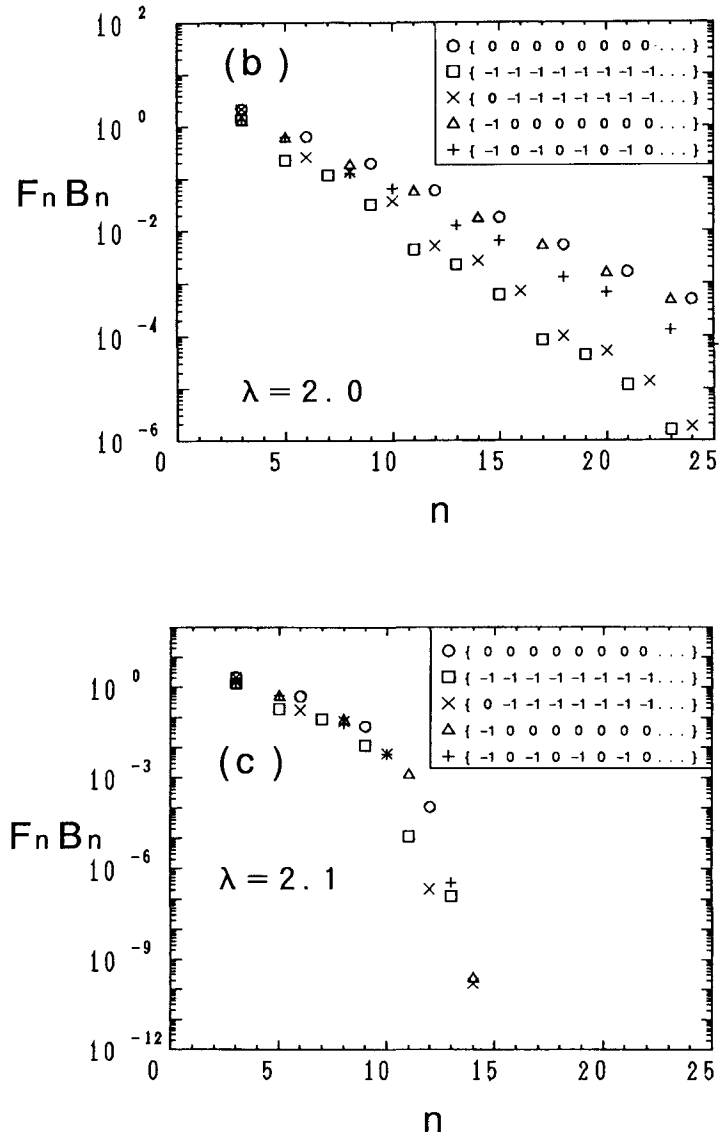 10 2
(b)
{ 0 0 0 0 0 0 0 0 . . . }
{ -1 -1 -1 -1 -1 -1 -1 -1 . . . }
{ 0 -1 -1 -1 -1 -1 -1 -1 . . . }
{ -1 0 0 0 0 0 0 0 . . . }
{ -1 0 -1 0 -1 0 -1 0 . . . }
10 0
Fn Bn
10 -2
10 -4
λ = 2.0
10 -6
0 5 10 15 20 25
n
{ 0 0 0 0 0 0 0 0 . . . }
{ -1 -1 -1 -1 -1 -1 -1 -1 . . . }
{ 0 -1 -1 -1 -1 -1 -1 -1 . . . }
{ -1 0 0 0 0 0 0 0 . . . }
{ -1 0 -1 0 -1 0 -1 0 . . . }
10 0
(c)
10 -3
Fn Bn
10 -6
λ = 2.1
10 -9
10 -12
0 5 10 15 20 25
n